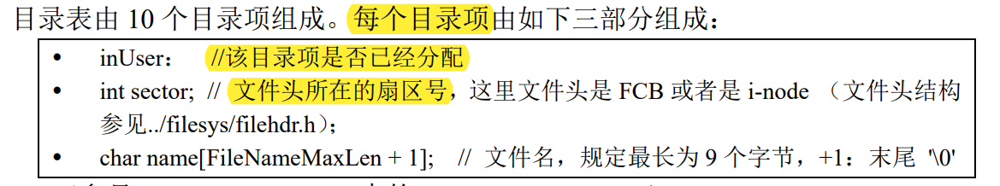 目录表由 10 个目录项组成。每个目录项由如下三部分组成：
• inUser： //该目录项是否已经分配
• int sector; // 文件头所在的扇区号，这里文件头是 FCB 或者是 i-node （文件头结构
参见../filesys/filehdr.h）；
• char name[FileNameMaxLen + 1]; // 文件名，规定最长为 9 个字节，+1：末尾 '\0'